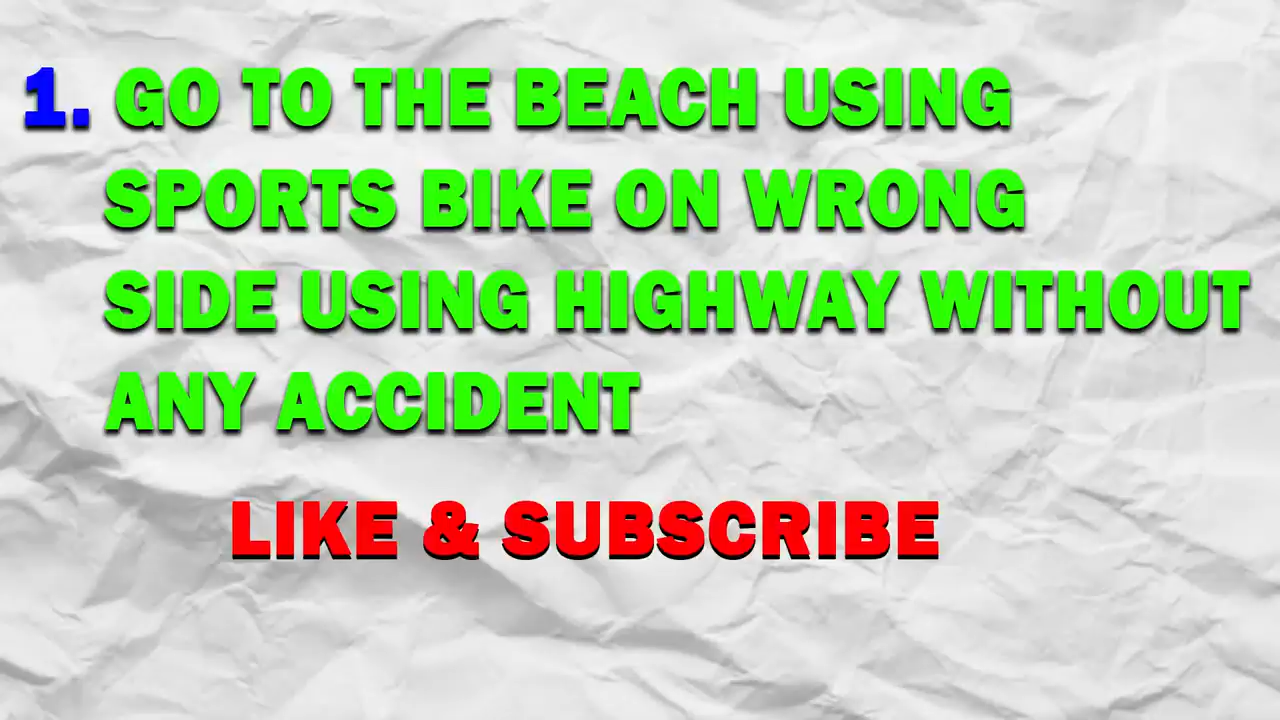 1. GO TO THE BEACH USING
SPORTS BIKE ON WRONG
SIDE USING HIGHWAY WITHOUT
ANY ACCIDENT
LIKE & SUBSCRIBE